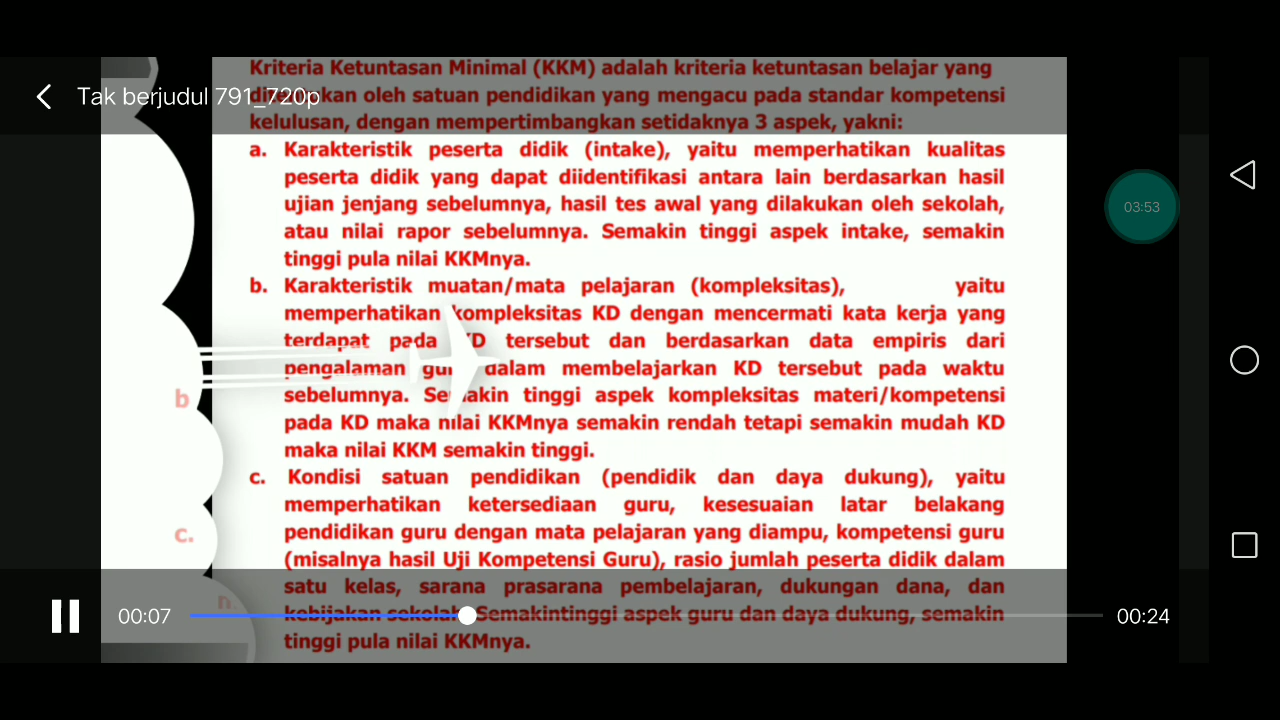 Kriteria Ketuntasan Minimal (KKM) adalah kriteria ketuntasan belajar yang
Tak berjudul 791_720p
oleh satuan pendidikan yang mengacu pada standar kompetensi
kelulusan, dengan mempertimbangkan setidaknya 3 aspek, yakni:
a. Karakteristik peserta didik (intake), yaitu memperhatikan kualitas
peserta didik yang dapat diidentifikasi antara lain berdasarkan hasil
ujian jenjang sebelumnya, hasil tes awal yang dilakukan oleh sekolah,
atau nilai rapor sebelumnya. Semakin tinggi aspek intake, semakin
tinggi pula nilai KKMnya.
03:53
b. Karakteristik muatan/mata pelajaran (kompleksitas), yaitu
memperhatikan kompleksitas KD dengan mencermati kata kerja yang
terdapat pada KD tersebut dan berdasarkan data empiris dari
pengalaman guru dalam membelajarkan KD tersebut pada waktu
sebelumnya. Semakin tinggi aspek kompleksitas materi/kompetensi
pada KD maka nilai KKMnya semakin rendah tetapi semakin mudah KD
maka nilai KKM semakin tinggi.
b
c. Kondisi satuan pendidikan (pendidik dan daya dukung), yaitu
memperhatikan ketersediaan guru, kesesuaian latar belakang
pendidikan guru dengan mata pelajaran yang diampu, kompetensi guru
(misalnya hasil Uji Kompetensi Guru), rasio jumlah peserta didik dalam
satu kelas, sarana prasarana pembelajaran, dukungan dana, dan
kebijakan sekolah. Semakintinggi aspek guru dan daya dukung, semakin
tinggi pula nilai KKMnya.
c.
n.
00:07
00:24